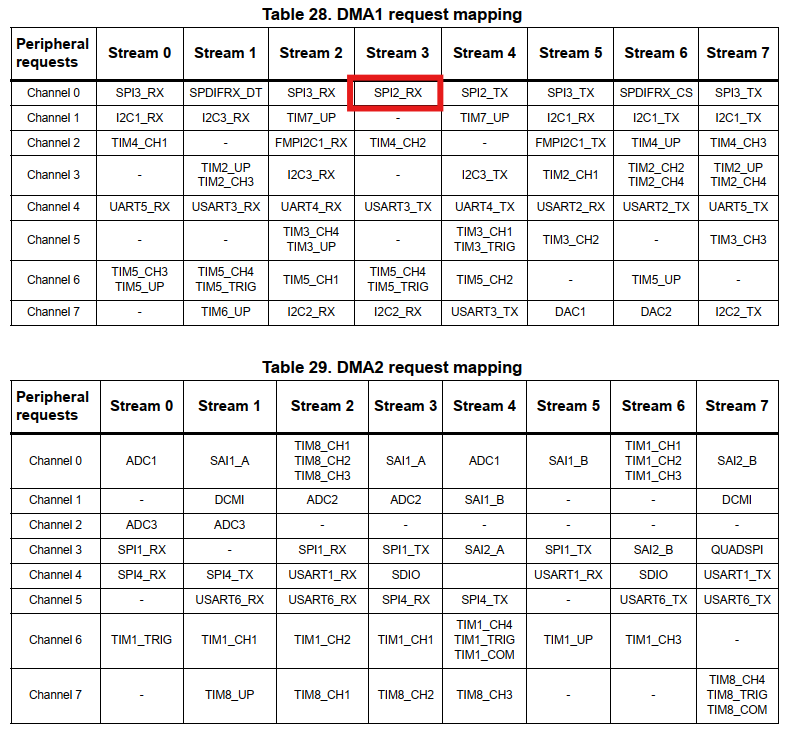 Table 28. DMA1 request mapping
Peripheral requests Stream 0 Stream 1 Stream 2 Stream 3 Stream 4 Stream 5 Stream 6 Stream 7
Channel 0 SPI3_RX SPDIFRX_DT SPI3_RX SPI2_RX SPI2_TX SPI3_TX SPDIFRX_CS SPI3_TX
Channel 1 I2C1_RX I2C3_RX TIM7_UP - TIM7_UP I2C1_RX I2C1_TX I2C1_TX
Channel 2 TIM4_CH1 - FMPI2C1_RX TIM4_CH2 - FMPI2C1_TX TIM4_UP TIM4_CH3
Channel 3 - TIM2_UP TIM2_CH3 I2C3_RX - I2C3_TX TIM2_CH1 TIM2_CH2 TIM2_CH4 TIM2_UP TIM2_CH4
Channel 4 UART5_RX USART3_RX UART4_RX USART3_TX UART4_TX USART2_RX USART2_TX UART5_TX
Channel 5 - - TIM3_CH4 TIM3_UP - TIM3_CH1 TIM3_TRIG TIM3_CH2 - TIM3_CH3
Channel 6 TIM5_CH3 TIM5_UP TIM5_CH4 TIM5_TRIG TIM5_CH1 TIM5_CH4 TIM5_TRIG TIM5_CH2 - TIM5_UP -
Channel 7 - TIM6_UP I2C2_RX I2C2_RX USART3_TX DAC1 DAC2 I2C2_TX
Table 29. DMA2 request mapping
Peripheral requests Stream 0 Stream 1 Stream 2 Stream 3 Stream 4 Stream 5 Stream 6 Stream 7
Channel 0 ADC1 SAI1_A TIM8_CH1 TIM8_CH2 TIM8_CH3 SAI1_A ADC1 SAI1_B TIM1_CH1 TIM1_CH2 TIM1_CH3 SAI2_B
Channel 1 - DCMI ADC2 ADC2 SAI1_B - - DCMI
Channel 2 ADC3 ADC3 - - - - - -
Channel 3 SPI1_RX - SPI1_RX SPI1_TX SAI2_A SPI1_TX SAI2_B QUADSPI
Channel 4 SPI4_RX SPI4_TX USART1_RX SDIO USART1_RX SDIO USART1_TX
Channel 5 - USART6_RX USART6_RX SPI4_RX SPI4_TX - USART6_TX USART6_TX
Channel 6 TIM1_TRIG TIM1_CH1 TIM1_CH2 TIM1_CH1 TIM1_CH4 TIM1_TRIG TIM1_COM TIM1_UP TIM1_CH3 -
Channel 7 - TIM8_UP TIM8_CH1 TIM8_CH2 TIM8_CH3 - - TIM8_CH4 TIM8_TRIG TIM8_COM